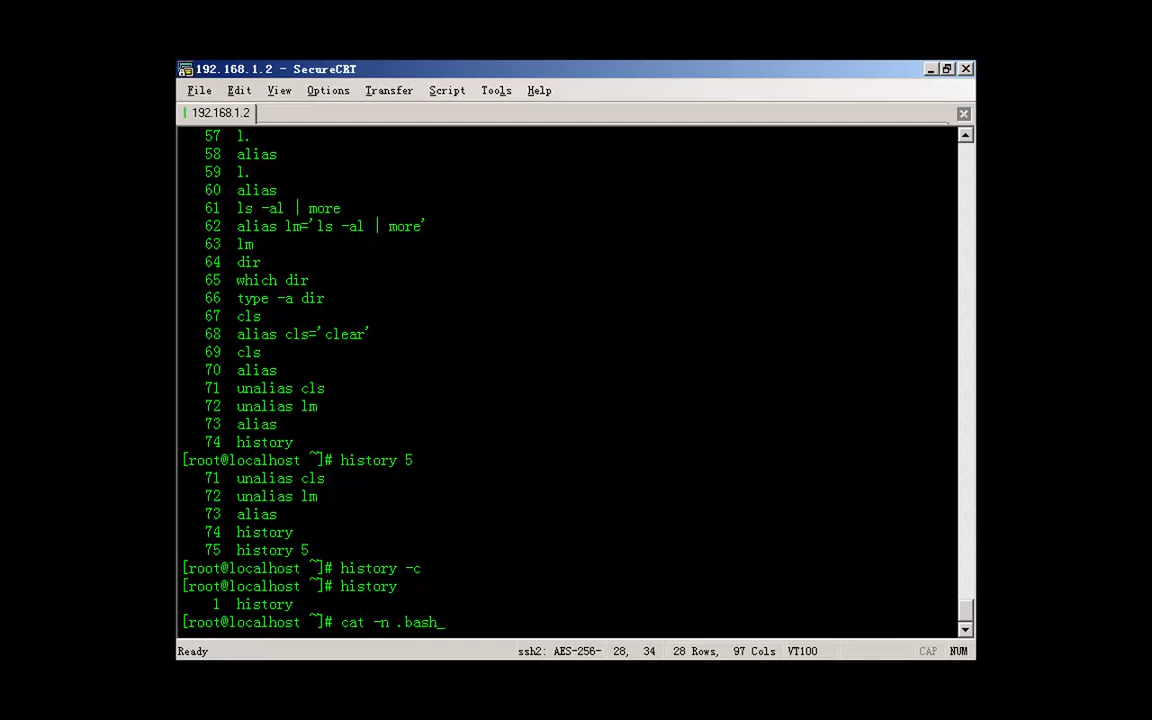 192.168.1.2 - SecureCRT
File Edit View Options Transfer Script Tools Help
192.168.1.2
57 l.
58 alias
59 l.
60 alias
61 ls -al | more
62 alias lm='ls -al | more'
63 lm
64 dir
65 which dir
66 type -a dir
67 cls
68 alias cls='clear'
69 cls
70 alias
71 unalias cls
72 unalias lm
73 alias
74 history
[root@localhost ~]# history 5
71 unalias cls
72 unalias lm
73 alias
74 history
75 history 5
[root@localhost ~]# history -c
[root@localhost ~]# history
1 history
[root@localhost ~]# cat -n .bash_
Ready ssh2: AES-256- 28, 34 28 Rows, 97 Cols VT100 CAP NUM